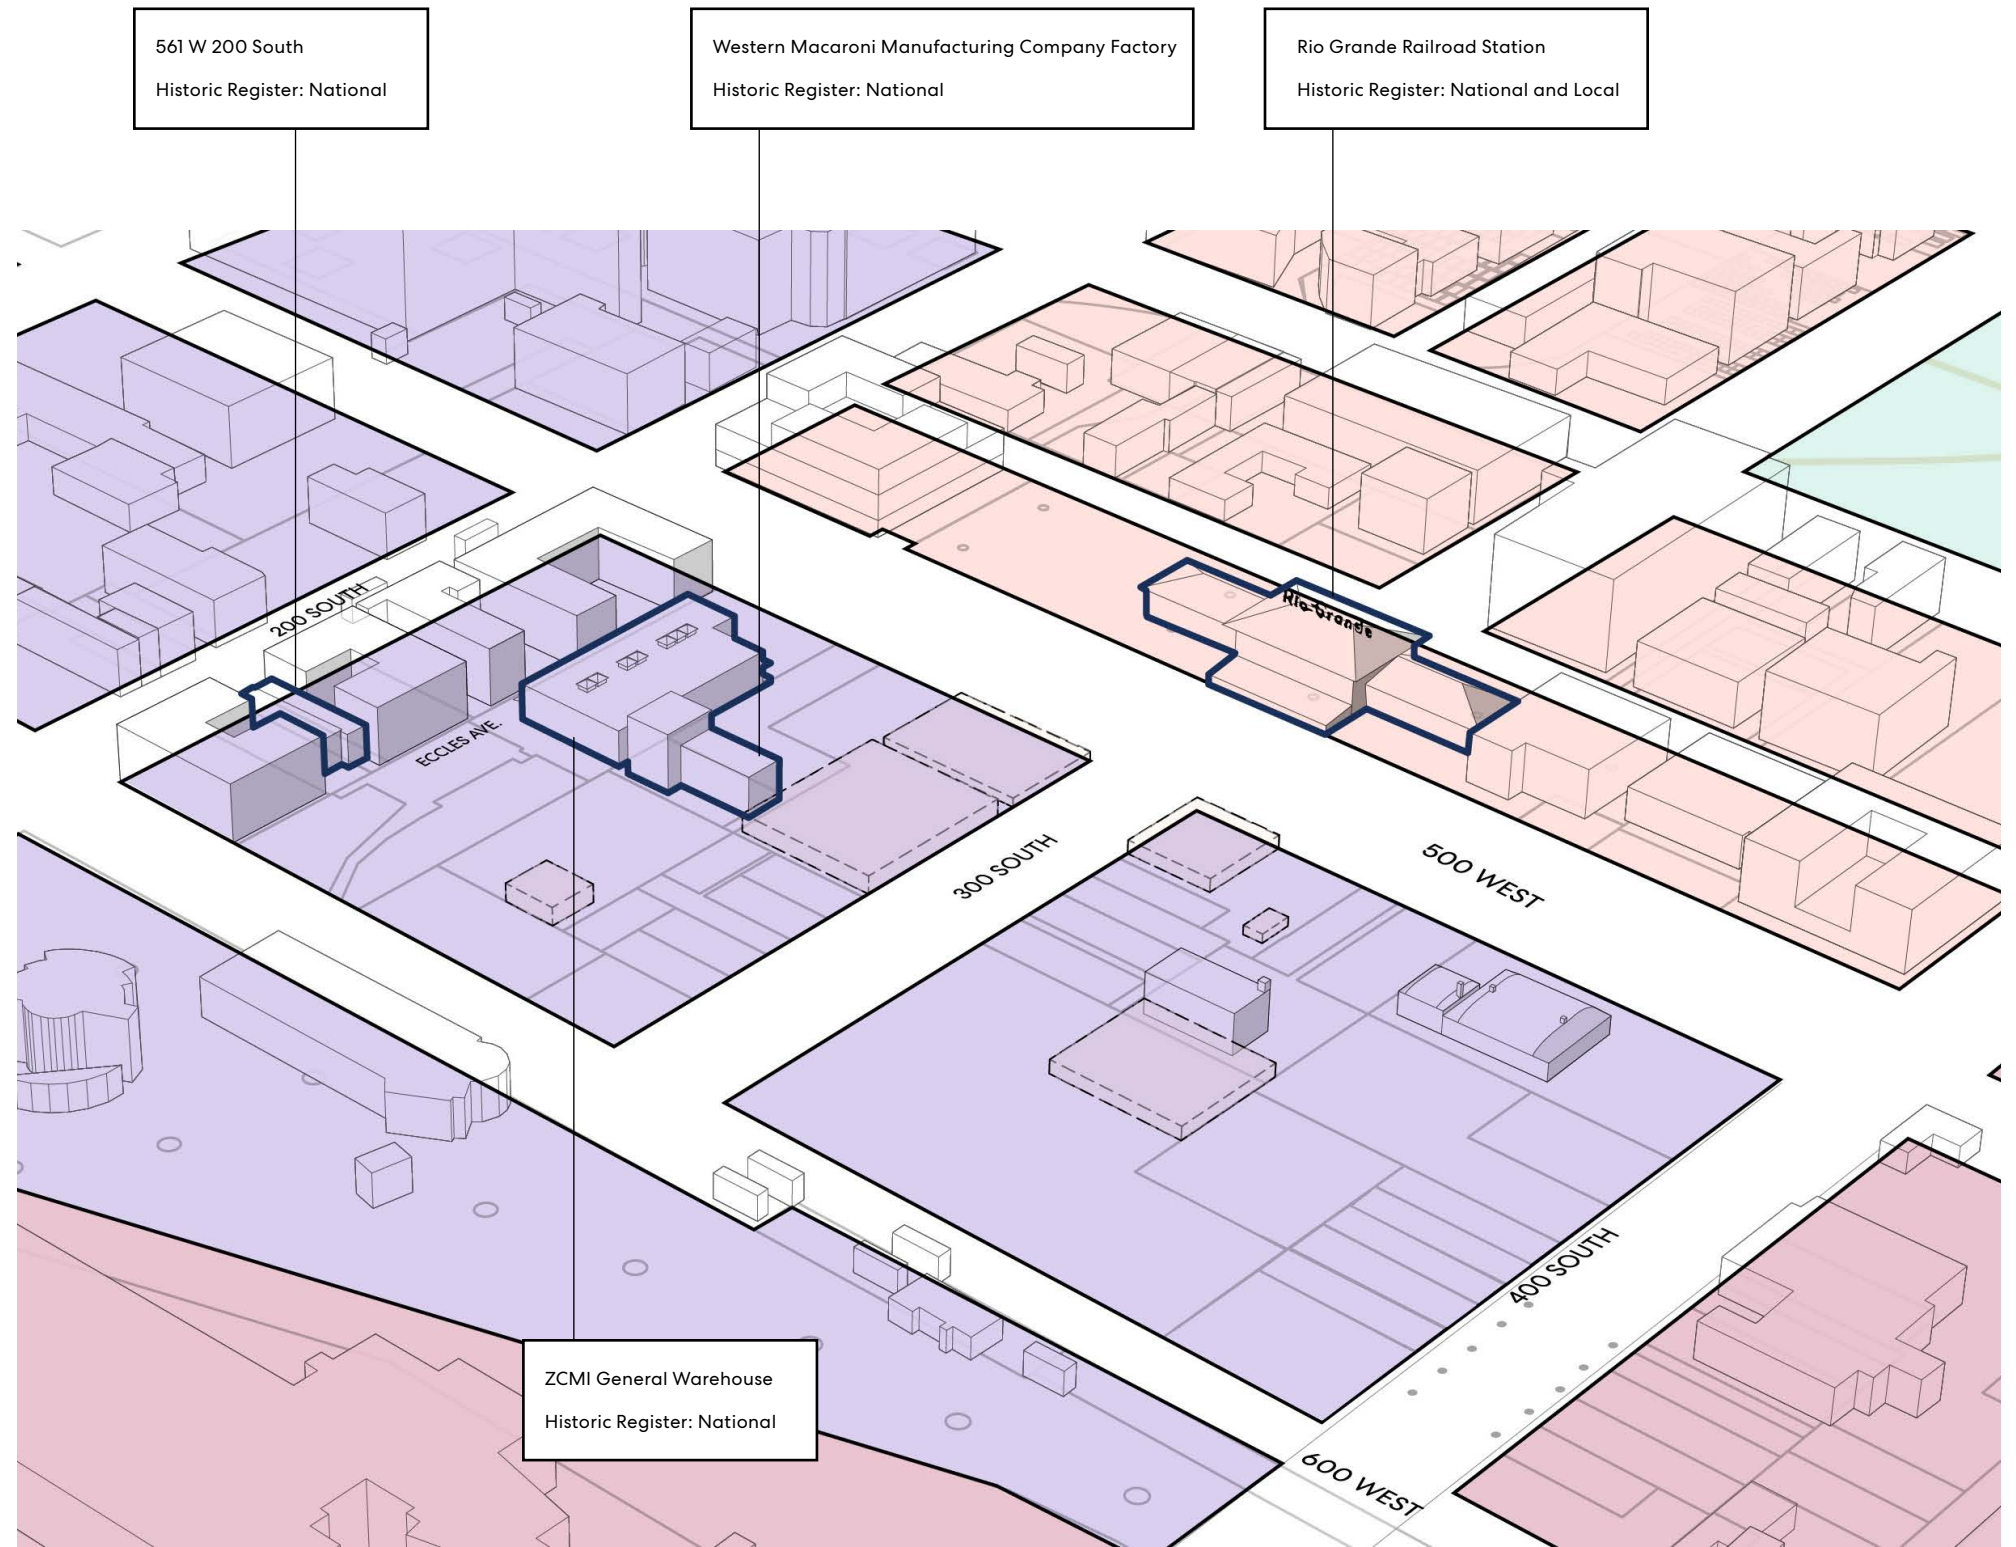 561 W 200 South
Historic Register: National
Western Macaroni Manufacturing Company Factory
Historic Register: National
Rio Grande Railroad Station
Historic Register: National and Local
Rio Grande
200 SOUTH
ECCLES AVE.
300 SOUTH
500 WEST
400 SOUTH
600 WEST
ZCMI General Warehouse
Historic Register: National